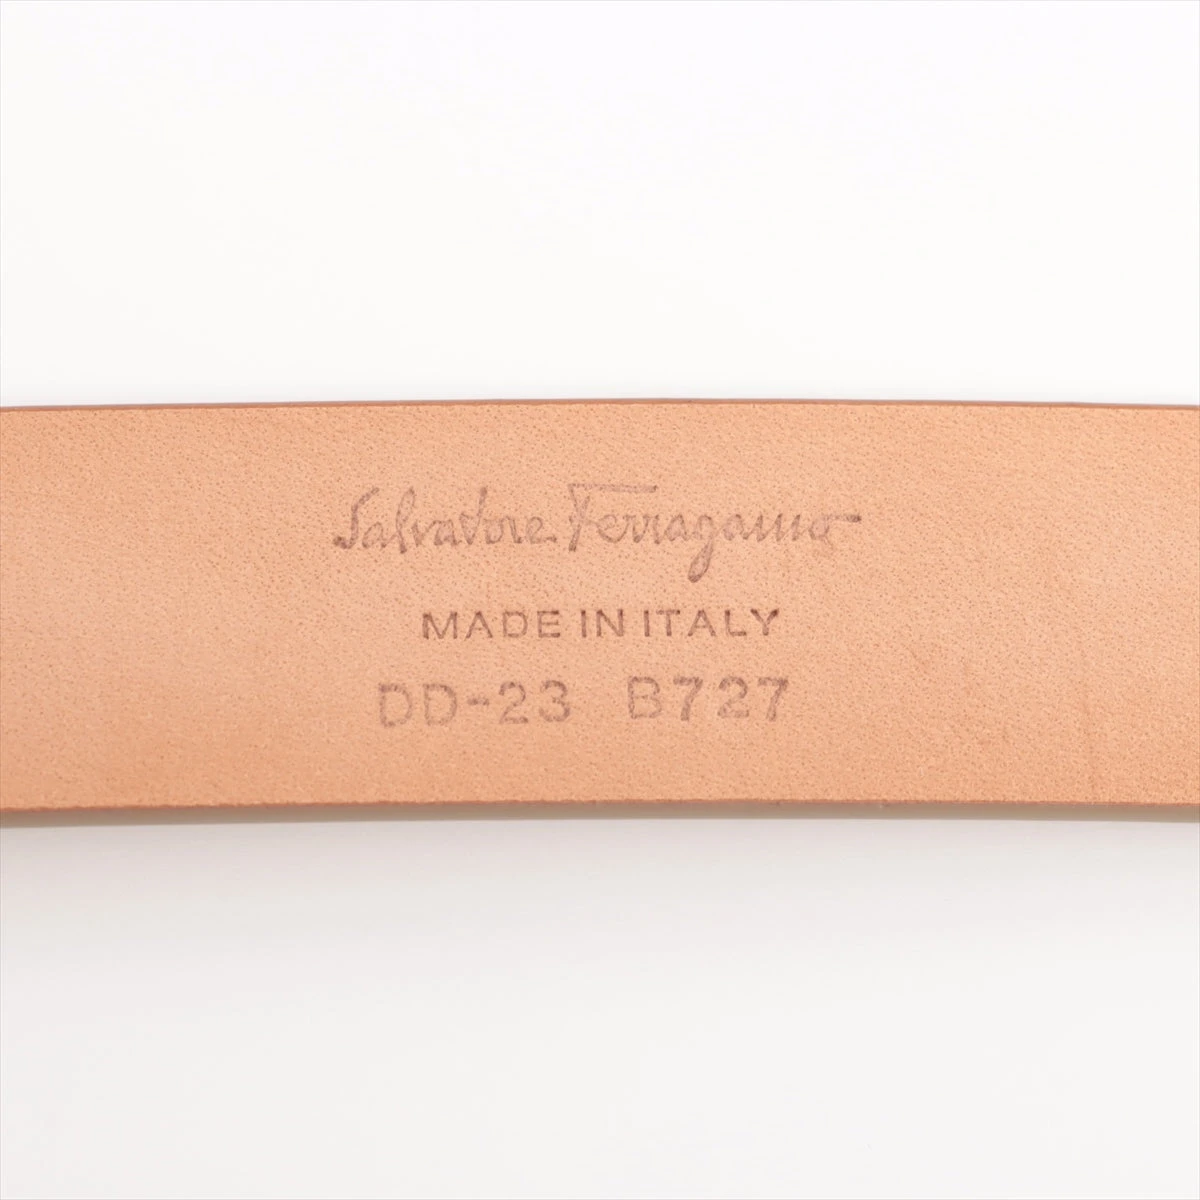 Salvatore Ferragamo
MADE IN ITALY
DD-23 B727